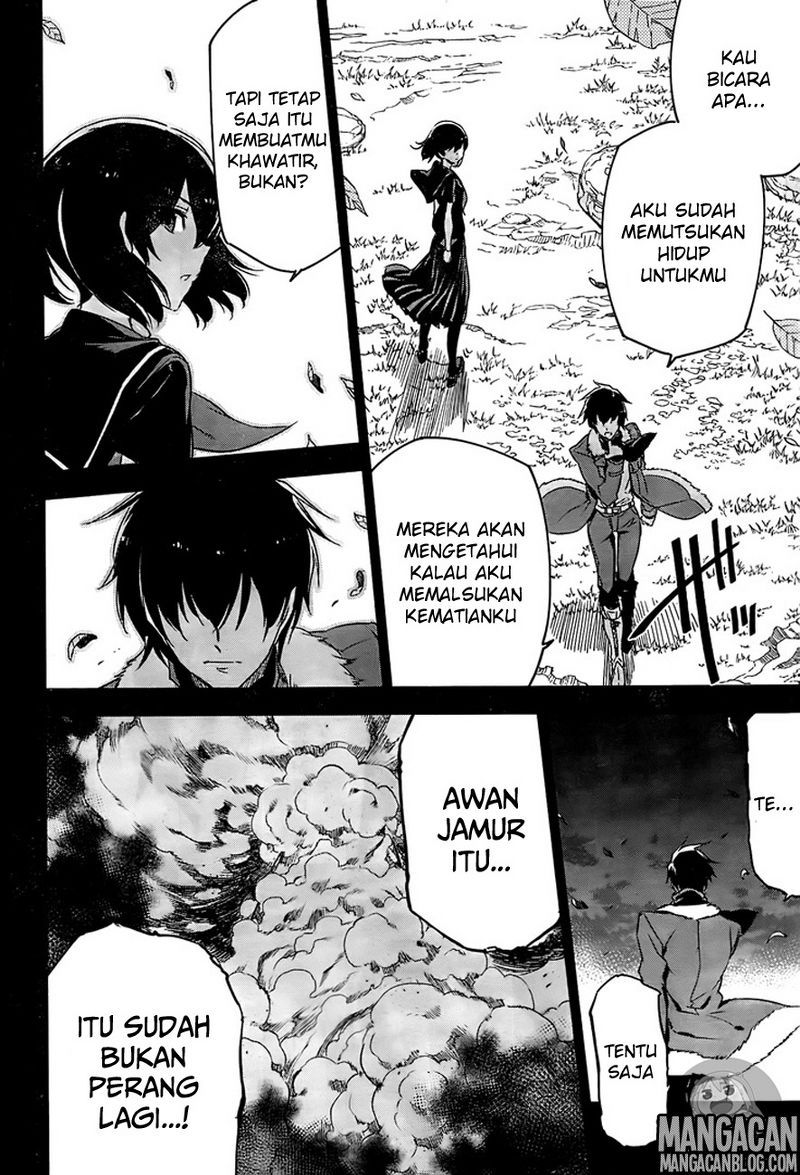 KAU
BICARA
APA...
AKU SUDAH
MEMUTSUKAN
HIDUP
UNTUKMU
TAPI TETAP
SAJA ITU
MEMBUATMU
KHAWATIR,
BUKAN?
MEREKA AKAN
MENGETAHUI
KALAU AKU
MEMALSUKAN
KEMATIANKU
TE...
TENTU
SAJA
AWAN
JAMUR
ITU...
ITU SUDAH
BUKAN
PERANG
LAGI...!
MANGACAN
MANGACANBLOG.COM